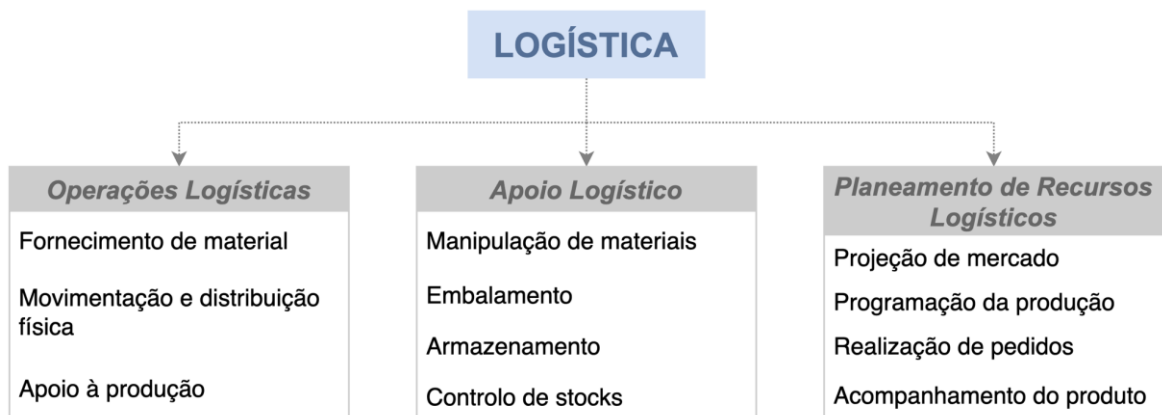 LOGÍSTICA
Operações Logísticas
Fornecimento de material
Movimentação e distribuição
física
Apoio à produção
Apoio Logístico
Manipulação de materiais
Embalamento
Armazenamento
Controlo de stocks
Planeamento de Recursos
Logísticos
Projeção de mercado
Programação da produção
Realização de pedidos
Acompanhamento do produto